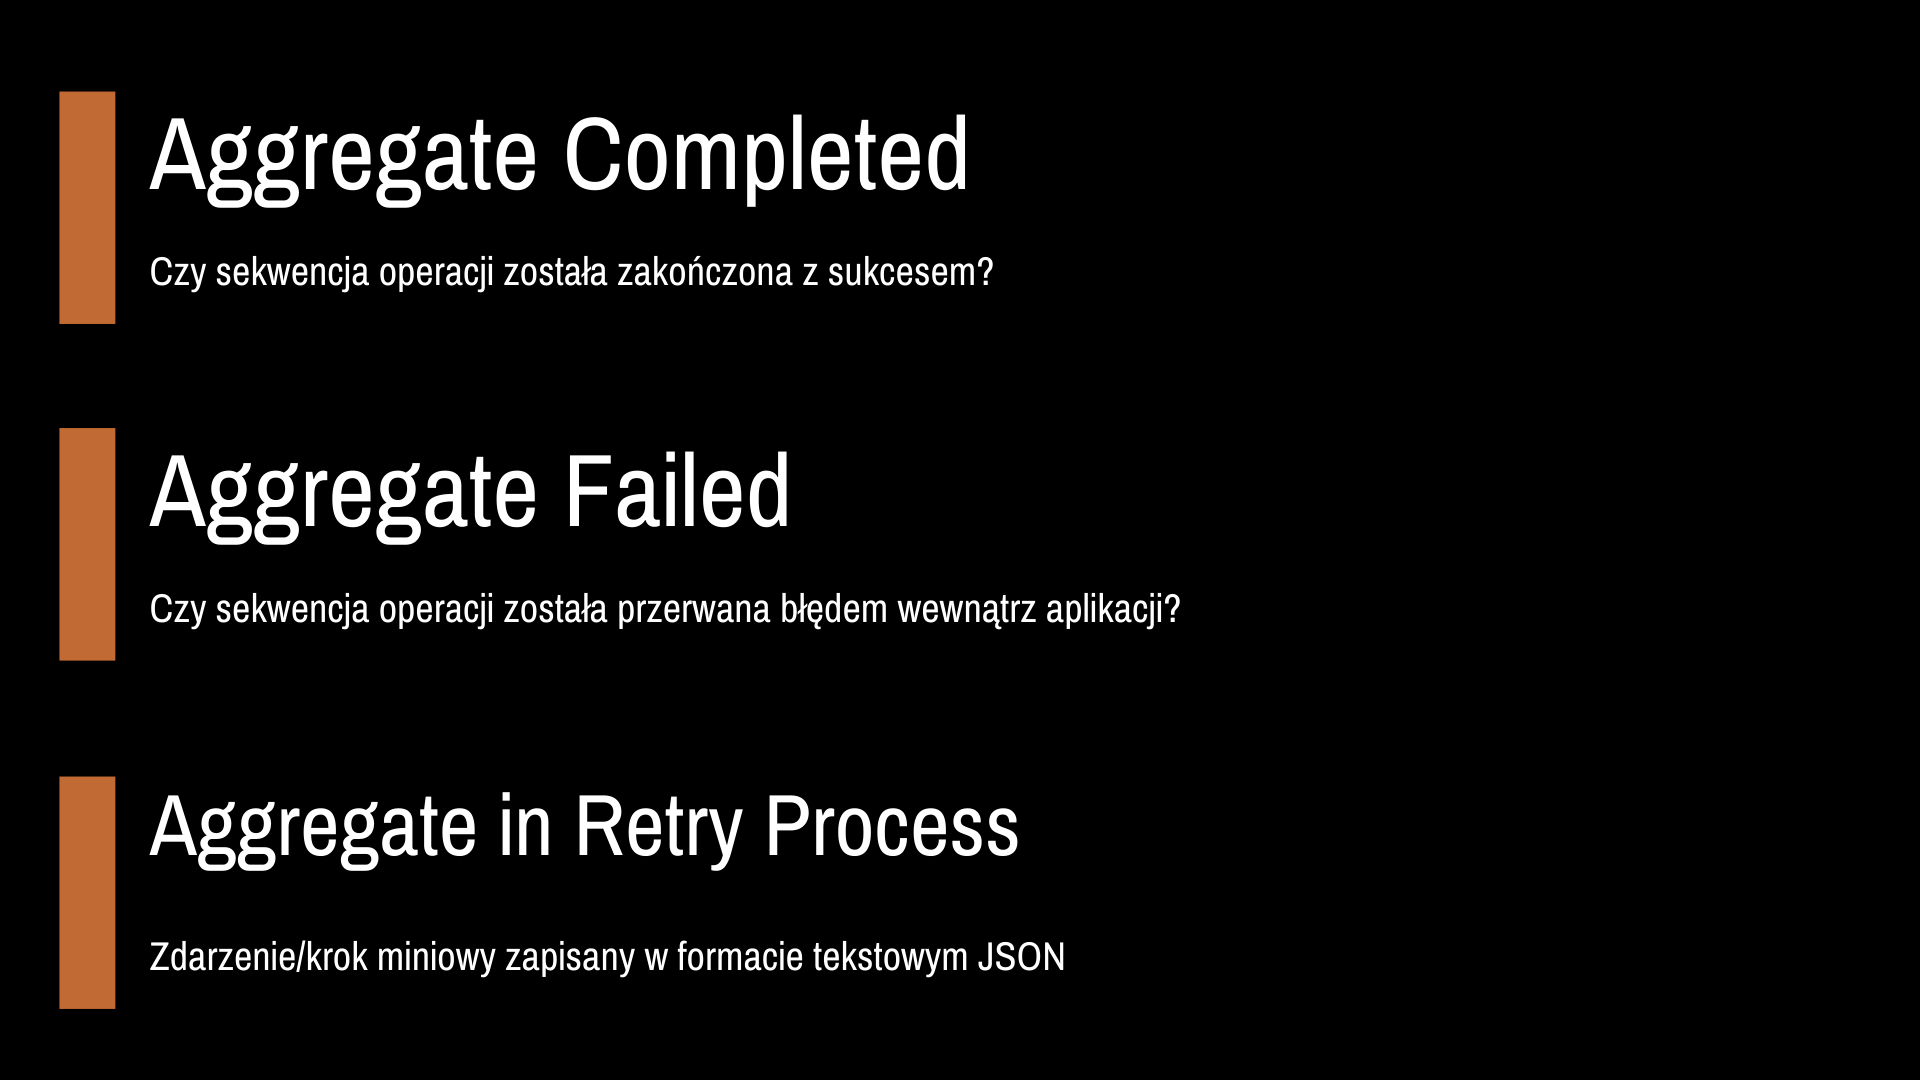 Aggregate Completed
Czy sekwencja operacji została zakończona z sukcesem?
Aggregate Failed
Czy sekwencja operacji została przerwana błędem wewnątrz aplikacji?
Aggregate in Retry Process
Zdarzenie/krok miniowy zapisany w formacie tekstowym JSON